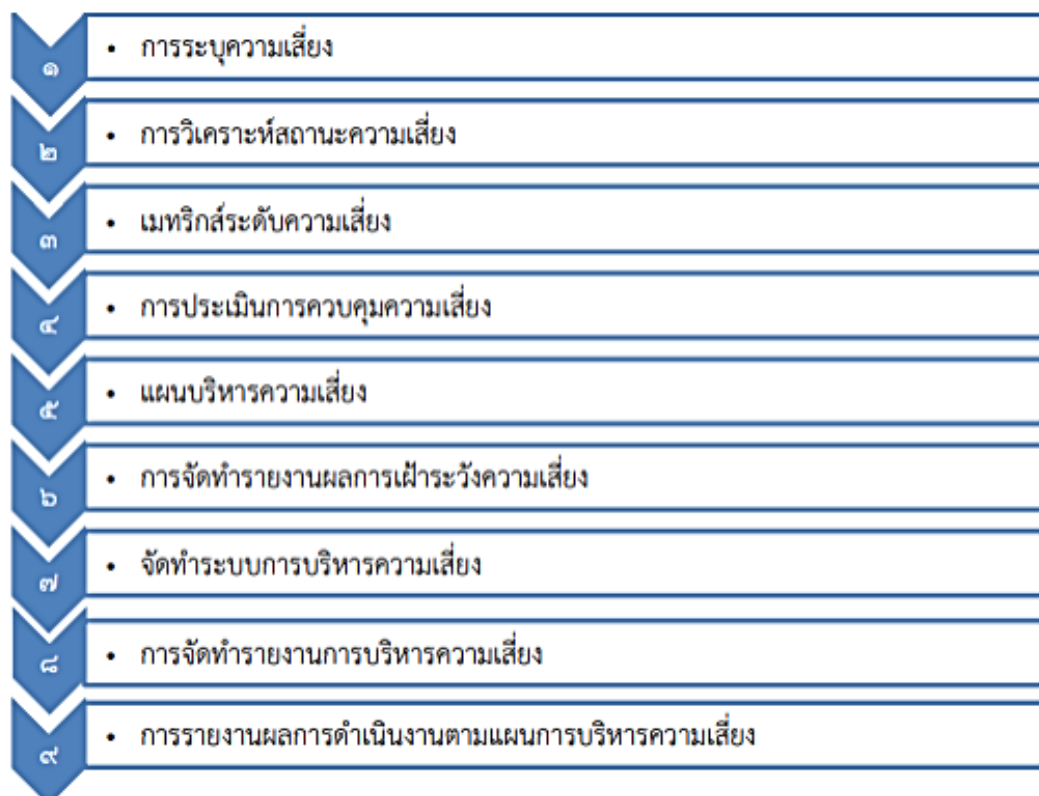 ๑ • การระบุความเสี่ยง
๒ • การวิเคราะห์สถานะความเสี่ยง
๓ • เมทริกส์ระดับความเสี่ยง
๔ • การประเมินการควบคุมความเสี่ยง
๕ • แผนบริหารความเสี่ยง
๖ • การจัดทำรายงานผลการเฝ้าระวังความเสี่ยง
๗ • จัดทำระบบการบริหารความเสี่ยง
๘ • การจัดทำรายงานการบริหารความเสี่ยง
๙ • การรายงานผลการดำเนินงานตามแผนการบริหารความเสี่ยง